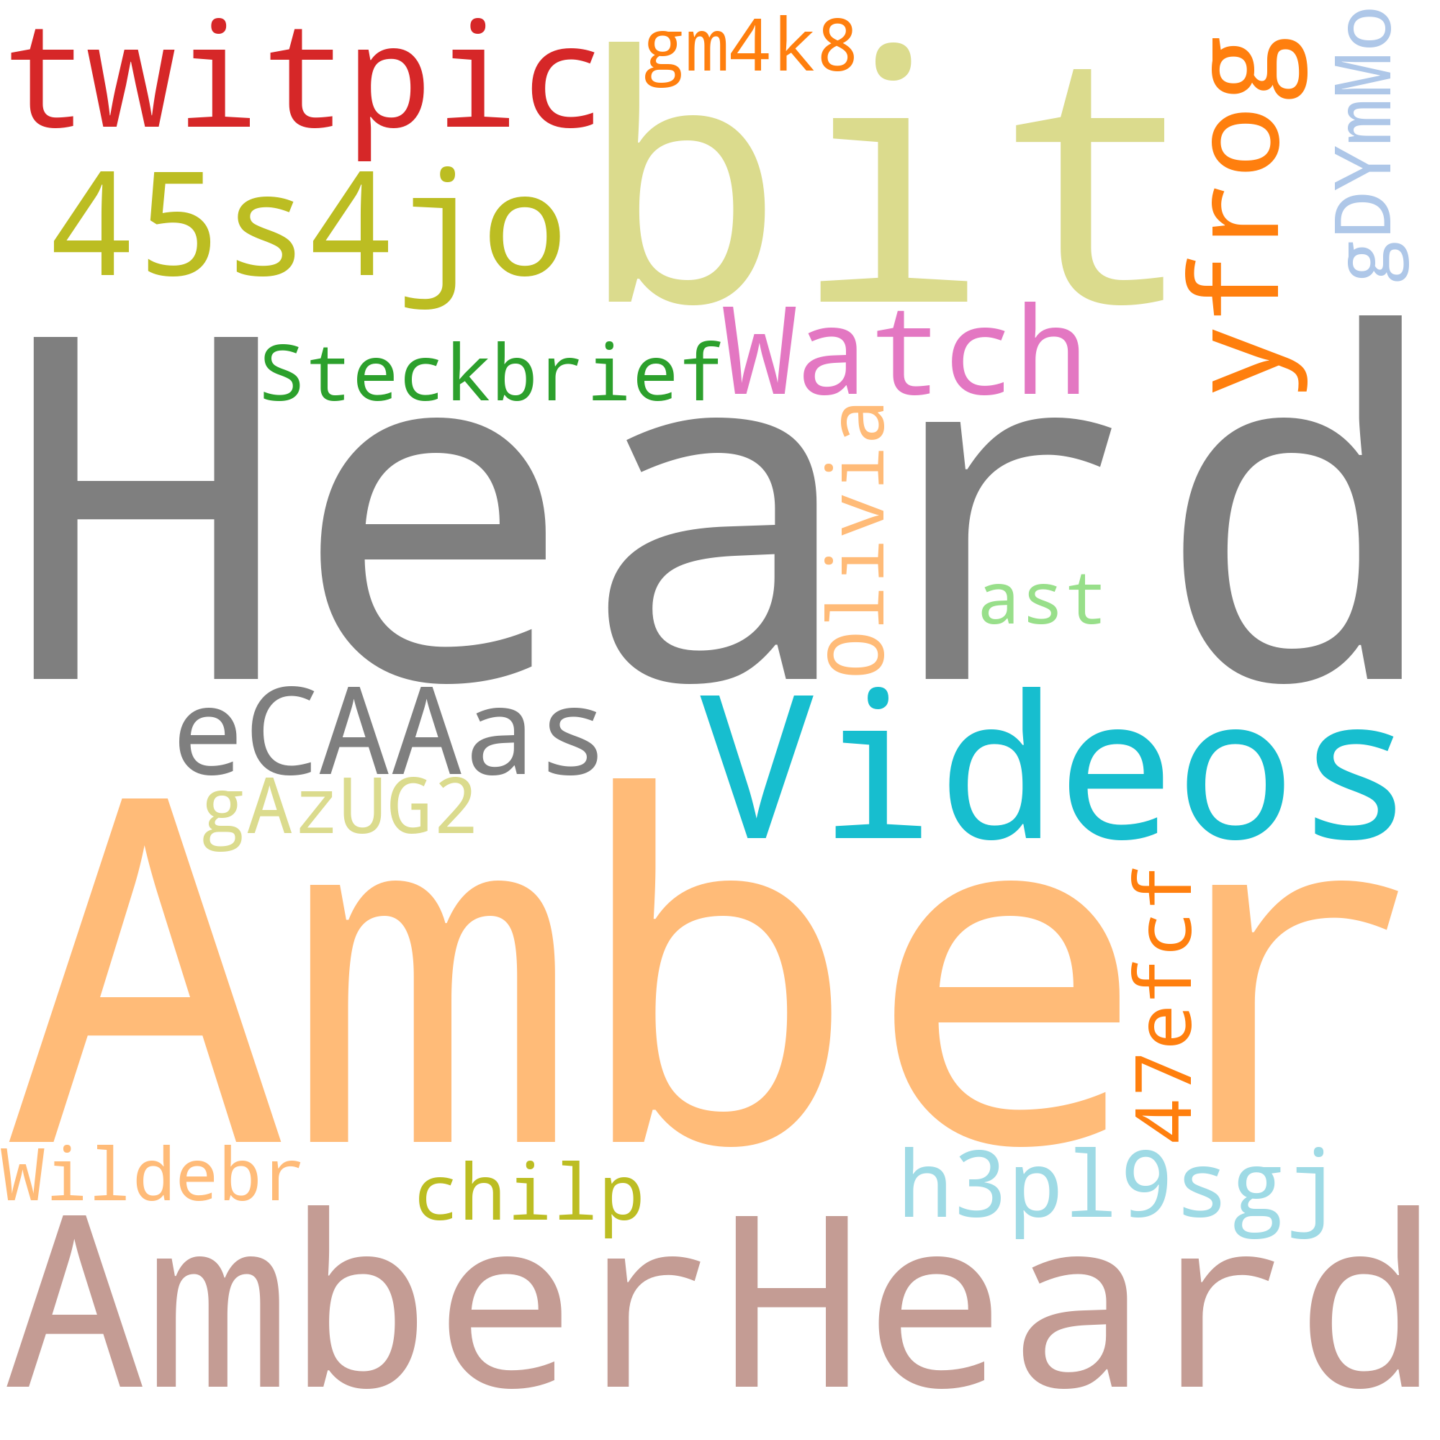 twitpic
gm4k8
bit
yfrog
gDYmMo
45s4jo
Steckbrief
Watch
Heard
Olivia
ast
eCAAas
Videos
gAzUG2
Amber
47efcf
Wildebr
chilp
h3pl9sgj
AmberHeard